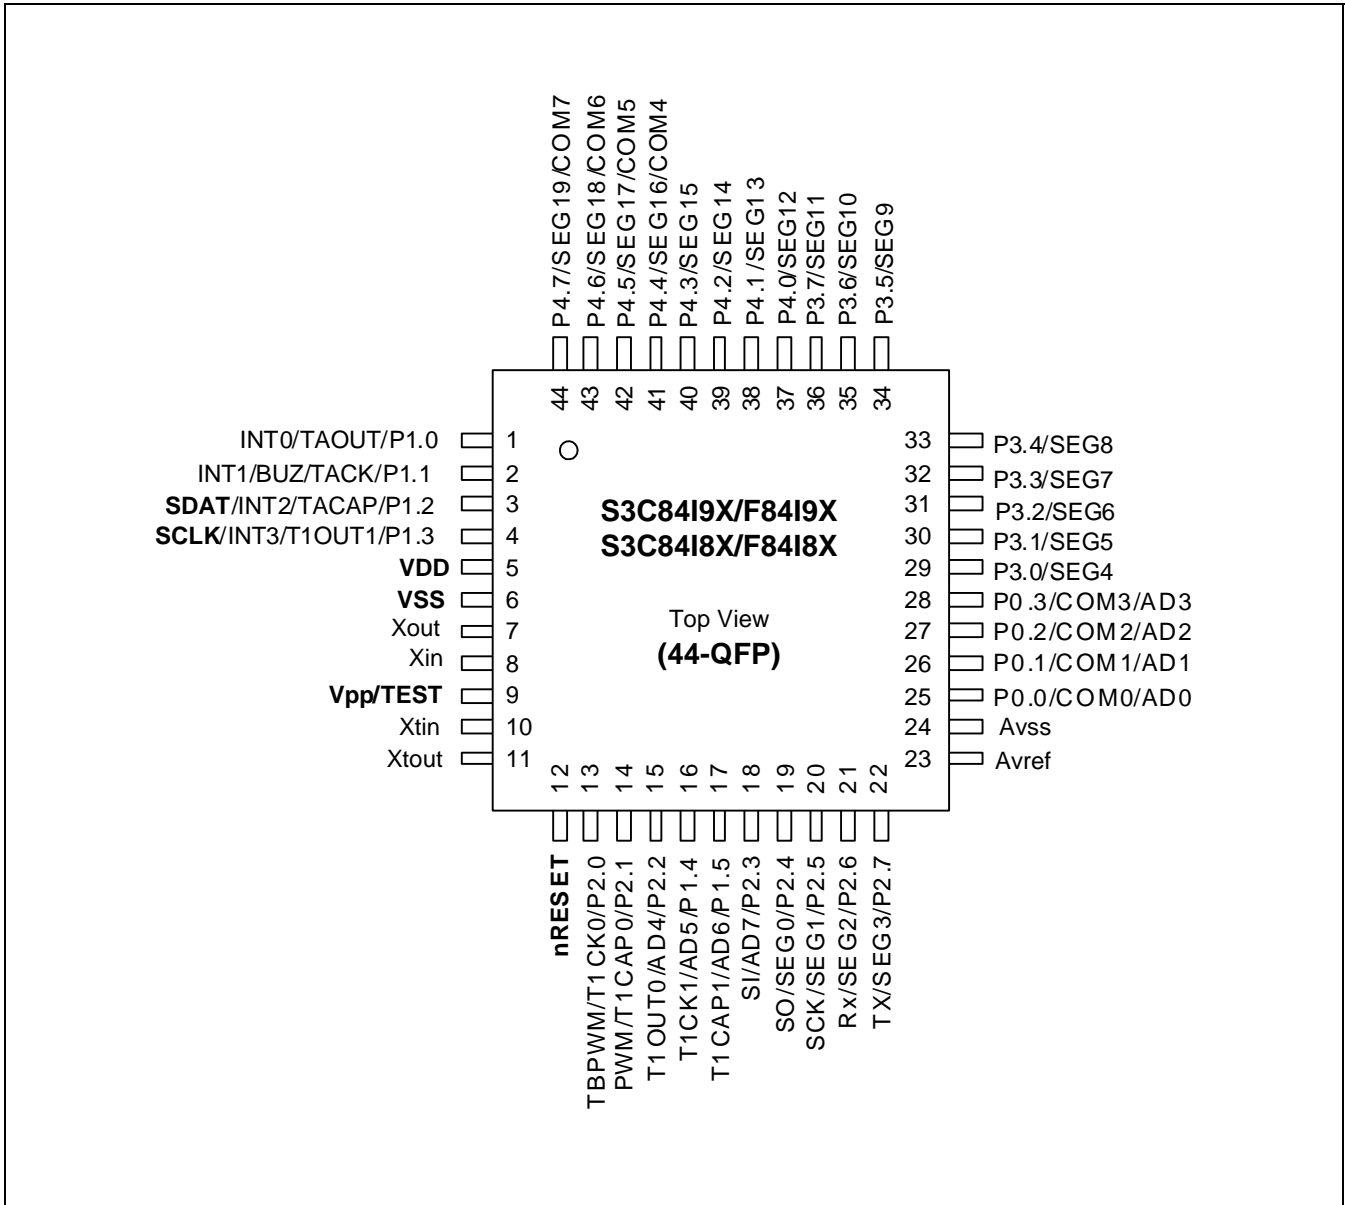 P4.7/SEG19/COM7
P4.6/SEG18/COM6
P4.5/SEG17/COM5
P4.4/SEG16/COM4
P4.3/SEG15
P4.2/SEG14
P4.1/SEG13
P4.0/SEG12
P3.7/SEG11
P3.6/SEG10
P3.5/SEG9
44
43
42
41
40
39
38
37
36
35
34
INT0/TAOUT/P1.0 1
INT1/BUZ/TACK/P1.1 2
SDAT/INT2/TACAP/P1.2 3
SCLK/INT3/T1OUT1/P1.3 4
VDD 5
VSS 6
Xout 7
Xin 8
Vpp/TEST 9
Xtin 10
Xtout 11
S3C84I9X/F84I9X
S3C84I8X/F84I8X
Top View
(44-QFP)
33 P3.4/SEG8
32 P3.3/SEG7
31 P3.2/SEG6
30 P3.1/SEG5
29 P3.0/SEG4
28 P0.3/COM3/AD3
27 P0.2/COM2/AD2
26 P0.1/COM1/AD1
25 P0.0/COM0/AD0
24 Avss
23 Avref
12
13
14
15
16
17
18
19
20
21
22
nRESET
TBPWM/T1CK0/P2.0
PWM/T1CAP0/P2.1
T1OUT0/AD4/P2.2
T1CK1/AD5/P1.4
T1CAP1/AD6/P1.5
SI/AD7/P2.3
SO/SEG0/P2.4
SCK/SEG1/P2.5
Rx/SEG2/P2.6
TX/SEG3/P2.7